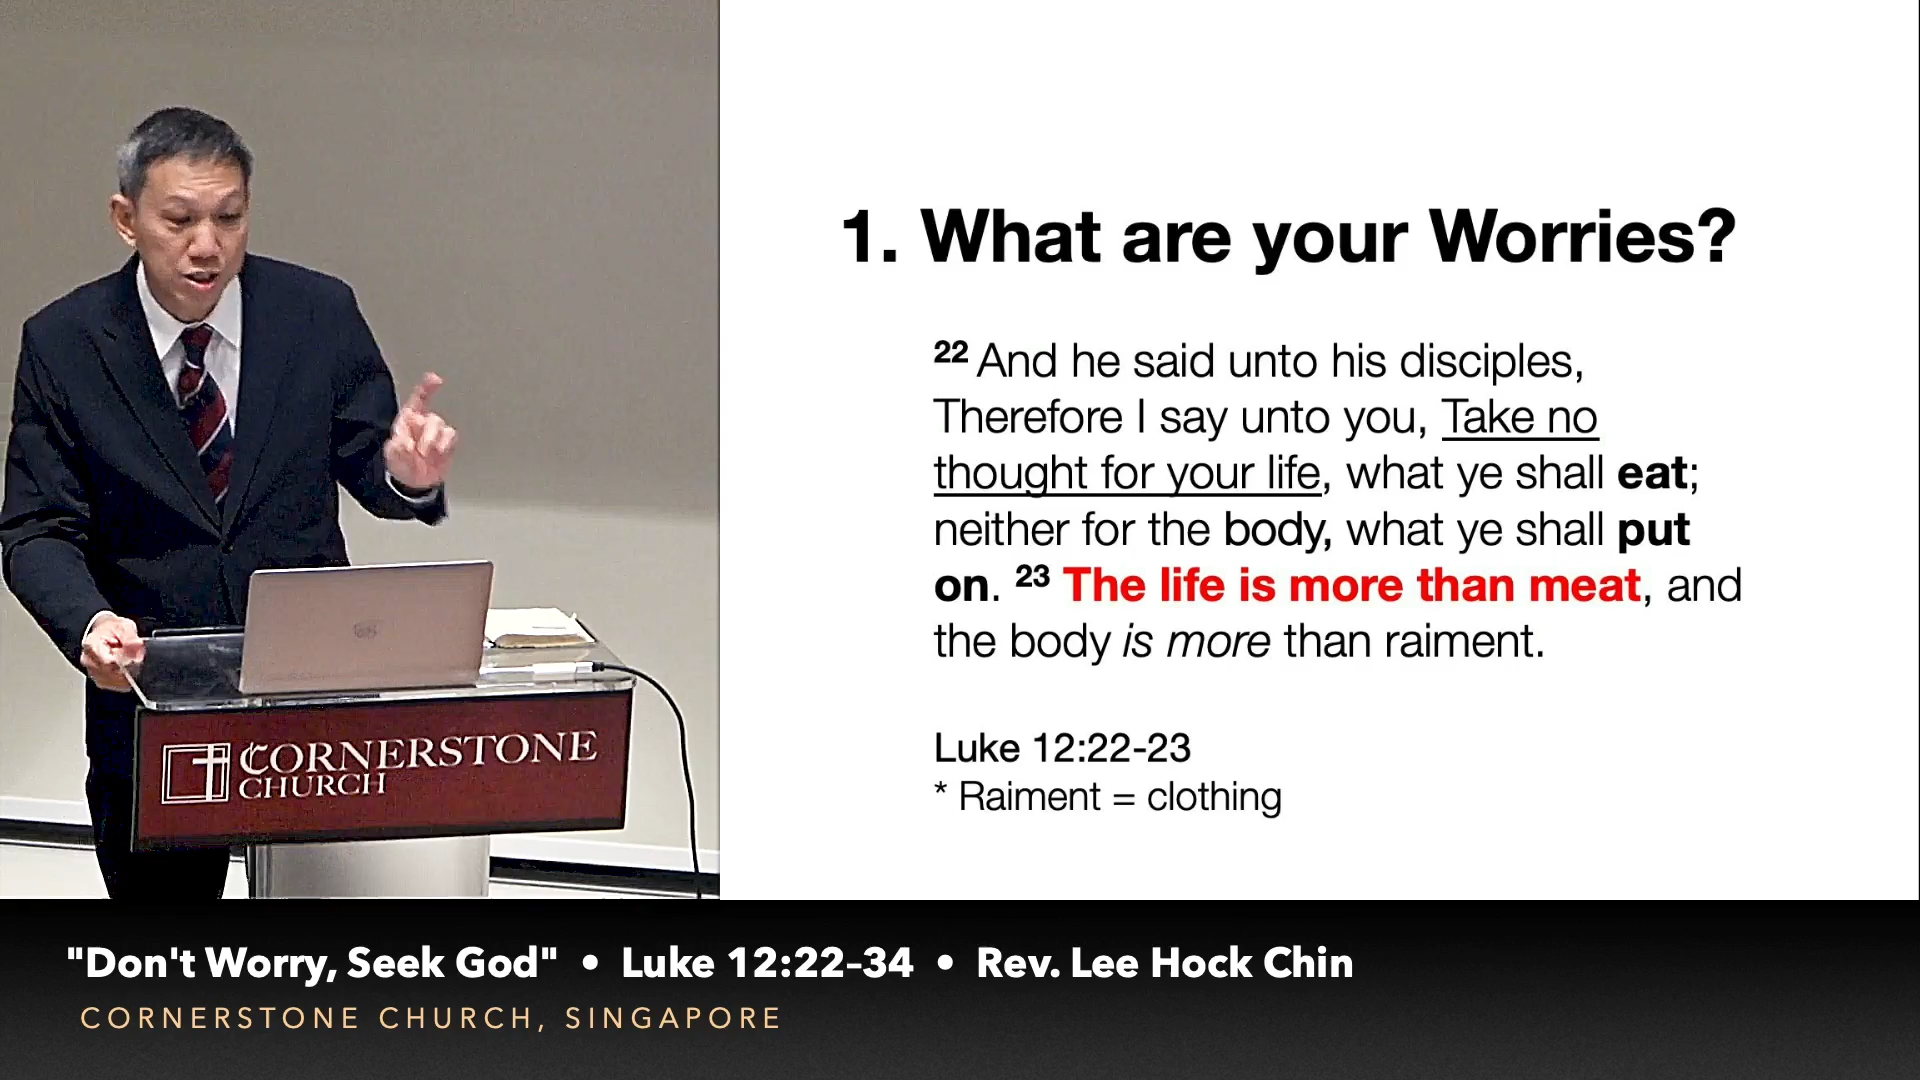 1. What are your Worries?
22 And he said unto his disciples,
Therefore I say unto you, Take no
thought for your life, what ye shall eat;
neither for the body, what ye shall put
on. 23 The life is more than meat, and
the body is more than raiment.
Luke 12:22-23
* Raiment = clothing
CORNERSTONE
CHURCH
"Don't Worry, Seek God" • Luke 12:22–34 • Rev. Lee Hock Chin
CORNERSTONE CHURCH, SINGAPORE